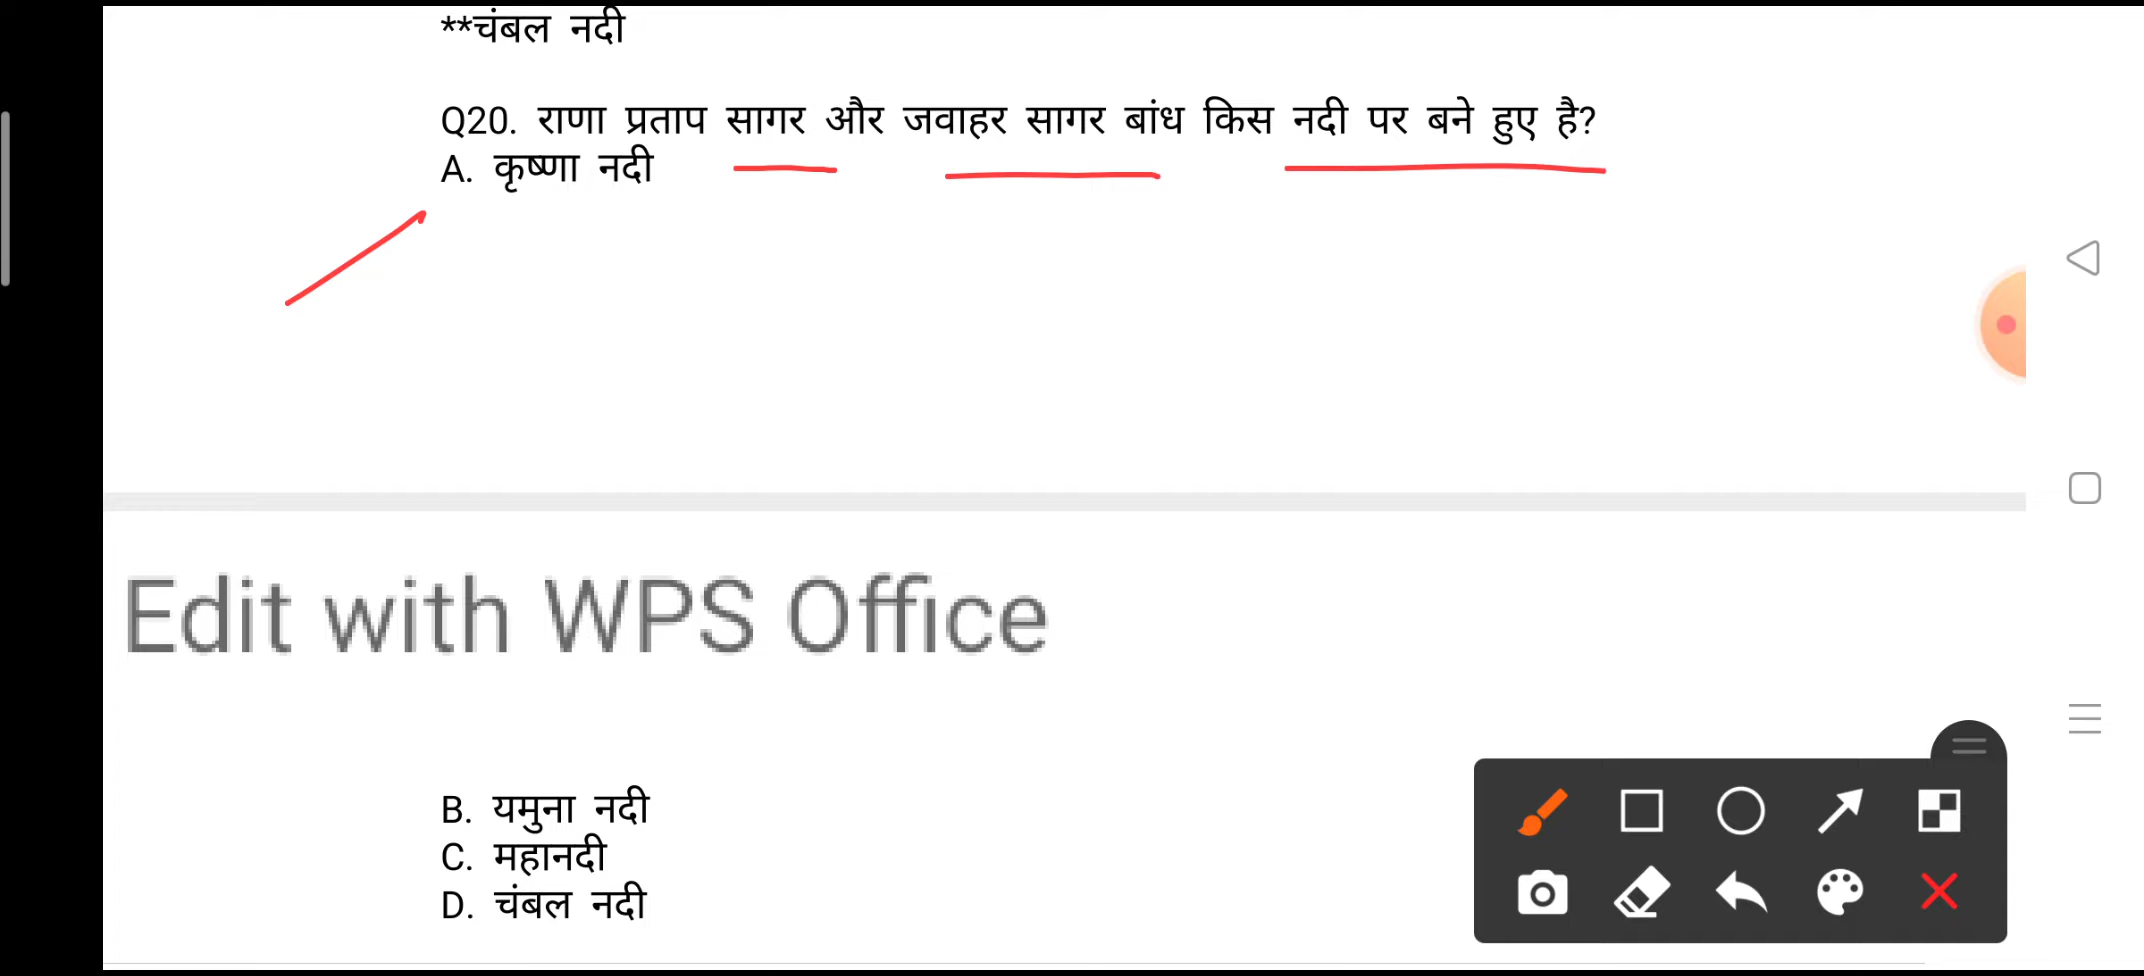 **चंबल नदी
Q20. राणा प्रताप सागर और जवाहर सागर बांध किस नदी पर बने हुए है?
A. कृष्णा नदी
Edit with WPS Office
B. यमुना नदी
C. महानदी
D. चंबल नदी